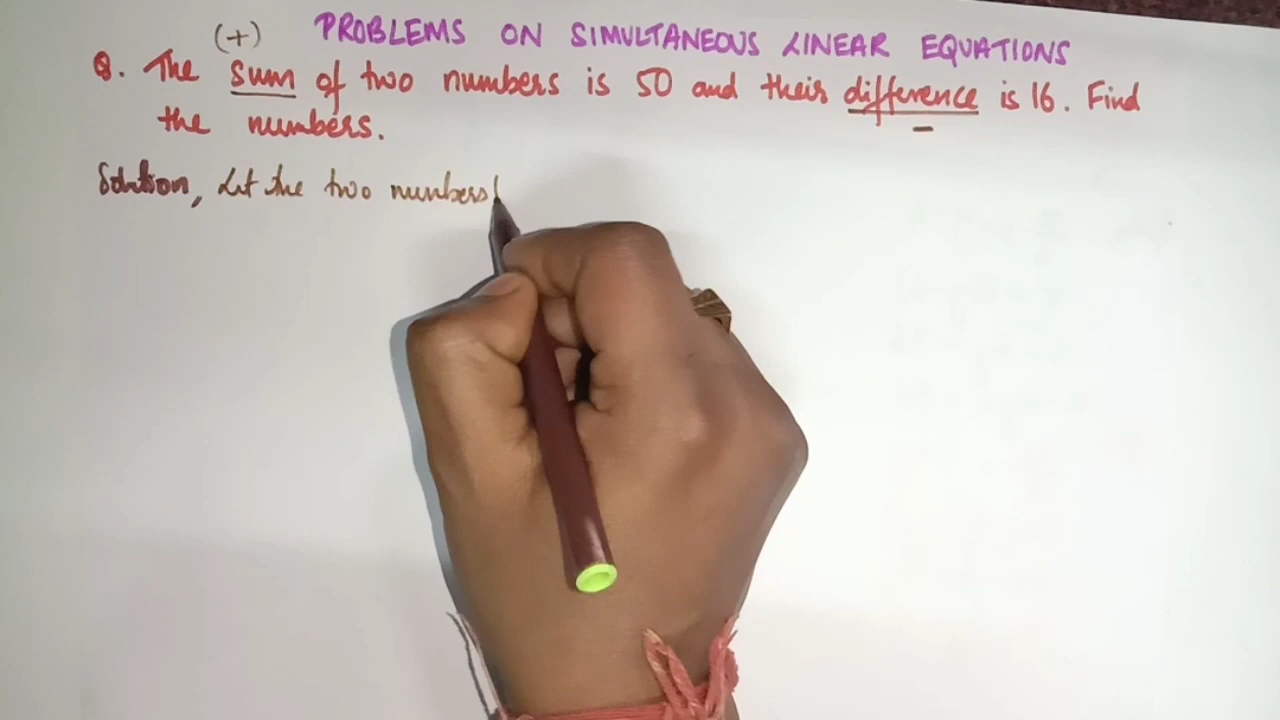 PROBLEMS ON SIMULTANEOUS LINEAR EQUATIONS
(+)
Q. The sum of two numbers is 50 and their difference is 16. Find
the numbers.
Solution, Let the two numbers